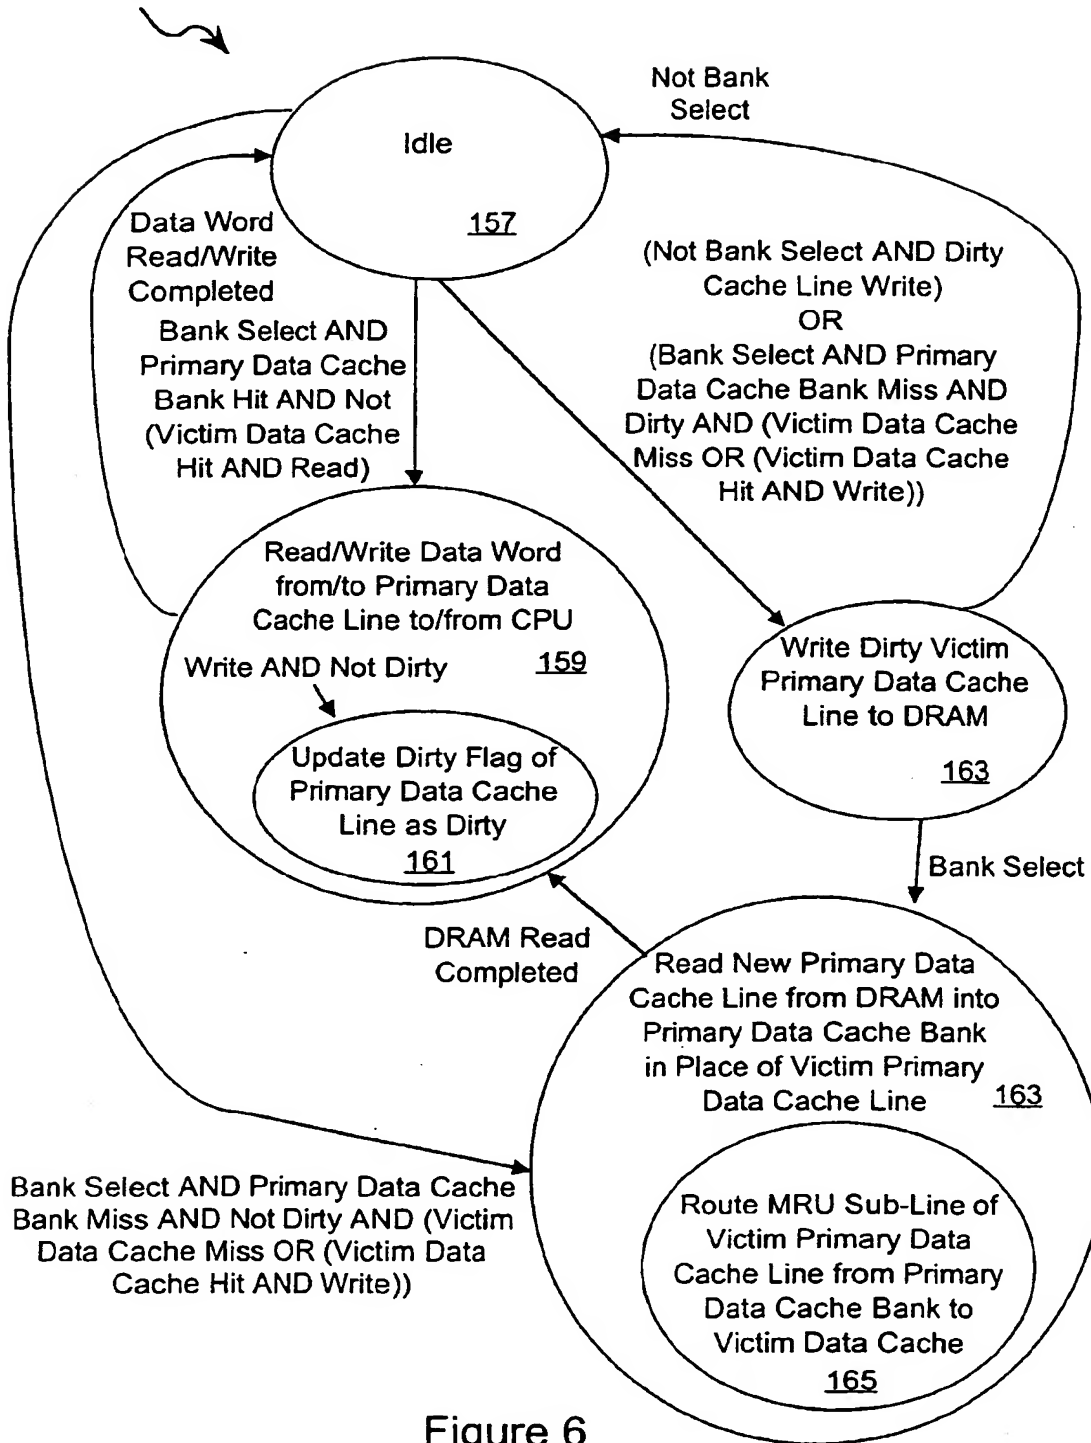 Not Bank
Select
Idle
157
Data Word
Read/Write
Completed
Bank Select AND
Primary Data Cache
Bank Hit AND Not
(Victim Data Cache
Hit AND Read)
(Not Bank Select AND Dirty
Cache Line Write)
OR
(Bank Select AND Primary
Data Cache Bank Miss AND
Dirty AND (Victim Data Cache
Miss OR (Victim Data Cache
Hit AND Write))
Read/Write Data Word
from/to Primary Data
Cache Line to/from CPU
Write AND Not Dirty
159
Update Dirty Flag of
Primary Data Cache
Line as Dirty
161
Write Dirty Victim
Primary Data Cache
Line to DRAM
163
Bank Select
DRAM Read
Completed
Read New Primary Data
Cache Line from DRAM into
Primary Data Cache Bank
in Place of Victim Primary
Data Cache Line
163
Bank Select AND Primary Data Cache
Bank Miss AND Not Dirty AND (Victim
Data Cache Miss OR (Victim Data
Cache Hit AND Write))
Route MRU Sub-Line of
Victim Primary Data
Cache Line from Primary
Data Cache Bank to
Victim Data Cache
165
Figure 6